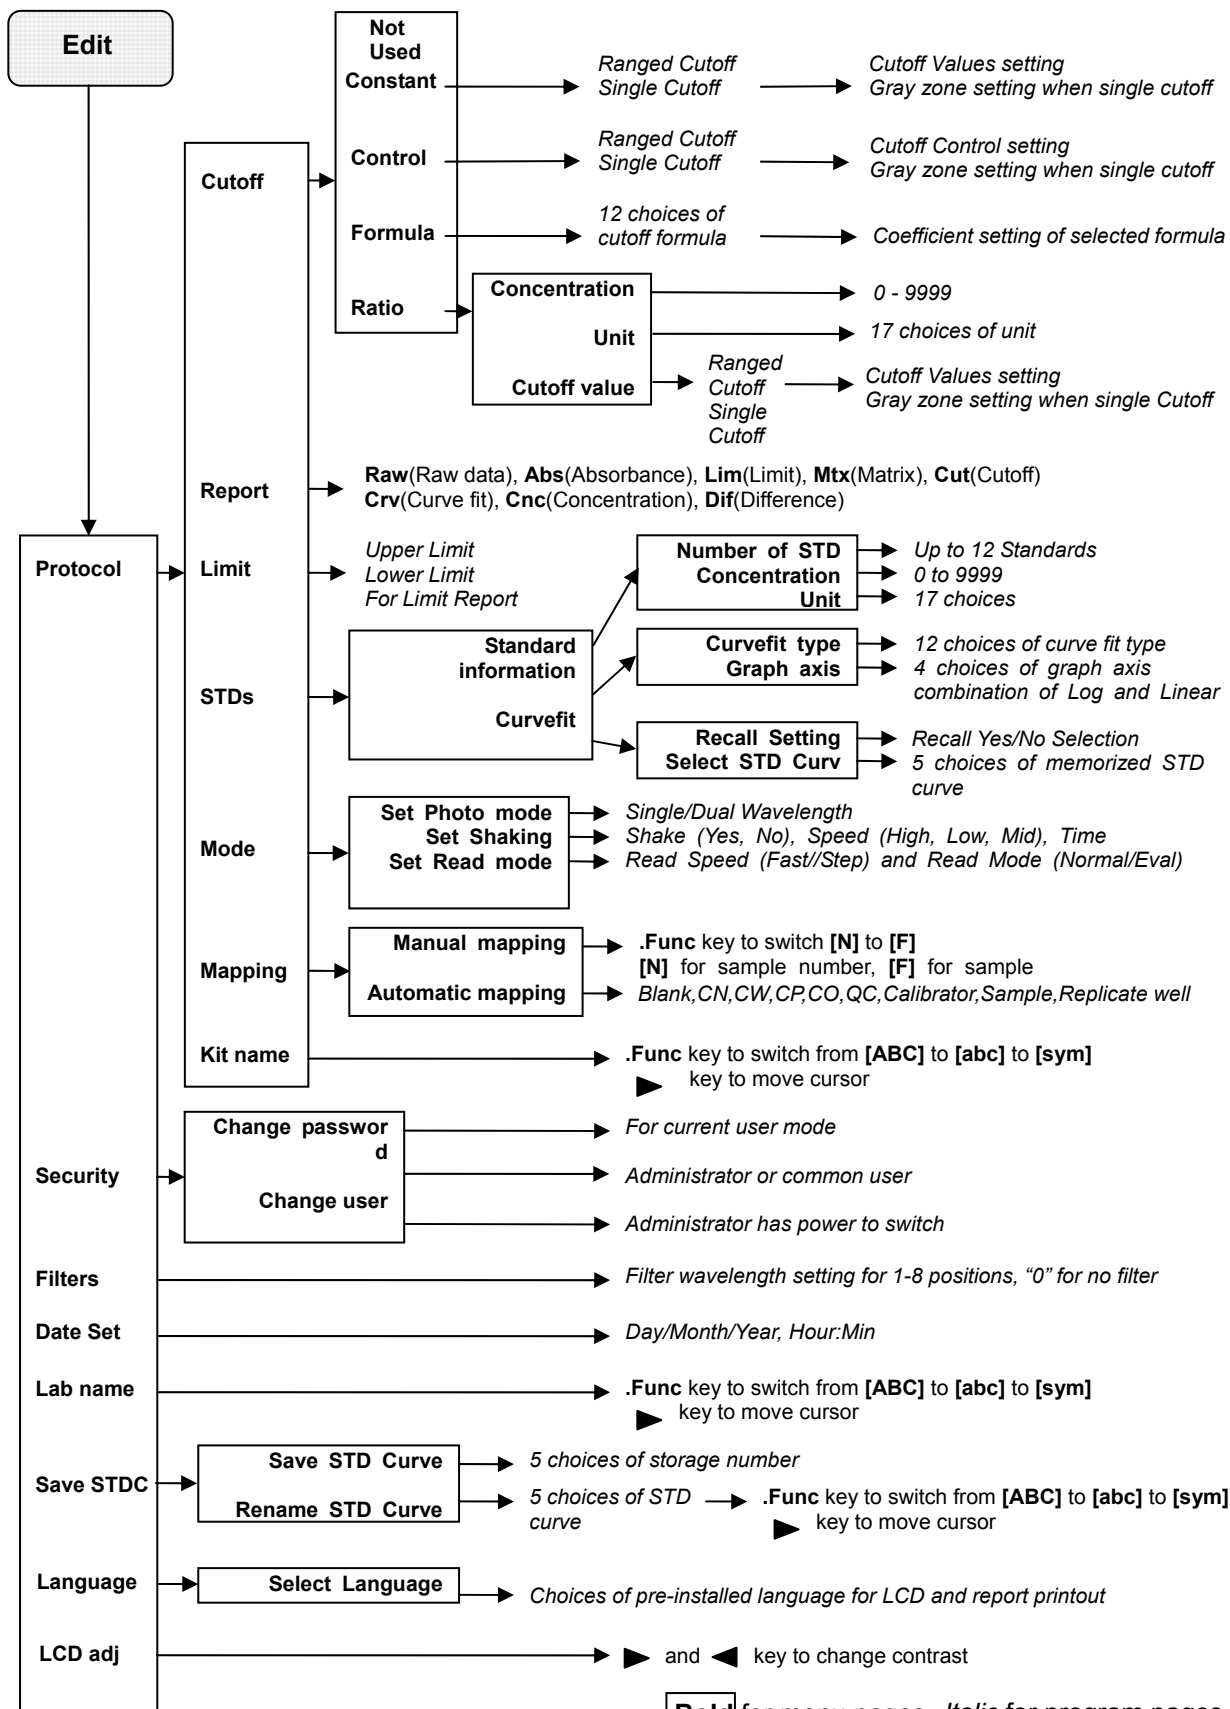 Edit
Not
Used
Constant
Ranged Cutoff
Single Cutoff
Cutoff Values setting
Gray zone setting when single cutoff
Cutoff
Control
Ranged Cutoff
Single Cutoff
Cutoff Control setting
Gray zone setting when single cutoff
Formula
12 choices of
cutoff formula
Coefficient setting of selected formula
Ratio
Concentration
0 - 9999
Unit
17 choices of unit
Cutoff value
Ranged
Cutoff
Single
Cutoff
Cutoff Values setting
Gray zone setting when single Cutoff
Report
Raw(Raw data), Abs(Absorbance), Lim(Limit), Mtx(Matrix), Cut(Cutoff)
Crv(Curve fit), Cnc(Concentration), Dif(Difference)
Protocol
Limit
Upper Limit
Lower Limit
For Limit Report
STDs
Standard
information
Curvefit
Number of STD
Up to 12 Standards
Concentration
0 to 9999
Unit
17 choices
Curvefit type
12 choices of curve fit type
Graph axis
4 choices of graph axis
combination of Log and Linear
Recall Setting
Recall Yes/No Selection
Select STD Curv
5 choices of memorized STD
curve
Mode
Set Photo mode
Single/Dual Wavelength
Set Shaking
Shake (Yes, No), Speed (High, Low, Mid), Time
Set Read mode
Read Speed (Fast//Step) and Read Mode (Normal/Eval)
Mapping
Manual mapping
.Func key to switch [N] to [F]
[N] for sample number, [F] for sample
Automatic mapping
Blank,CN,CW,CP,CO,QC,Calibrator,Sample,Replicate well
Kit name
.Func key to switch from [ABC] to [abc] to [sym]
key to move cursor
Security
Change passwor
d
For current user mode
Administrator or common user
Change user
Administrator has power to switch
Filters
Filter wavelength setting for 1-8 positions, “0” for no filter
Date Set
Day/Month/Year, Hour:Min
Lab name
.Func key to switch from [ABC] to [abc] to [sym]
key to move cursor
Save STDC
Save STD Curve
5 choices of storage number
Rename STD Curve
5 choices of STD
curve
.Func key to switch from [ABC] to [abc] to [sym]
key to move cursor
Language
Select Language
Choices of pre-installed language for LCD and report printout
LCD adj
and
key to change contrast
Bold for menu pages, Italic for program pages